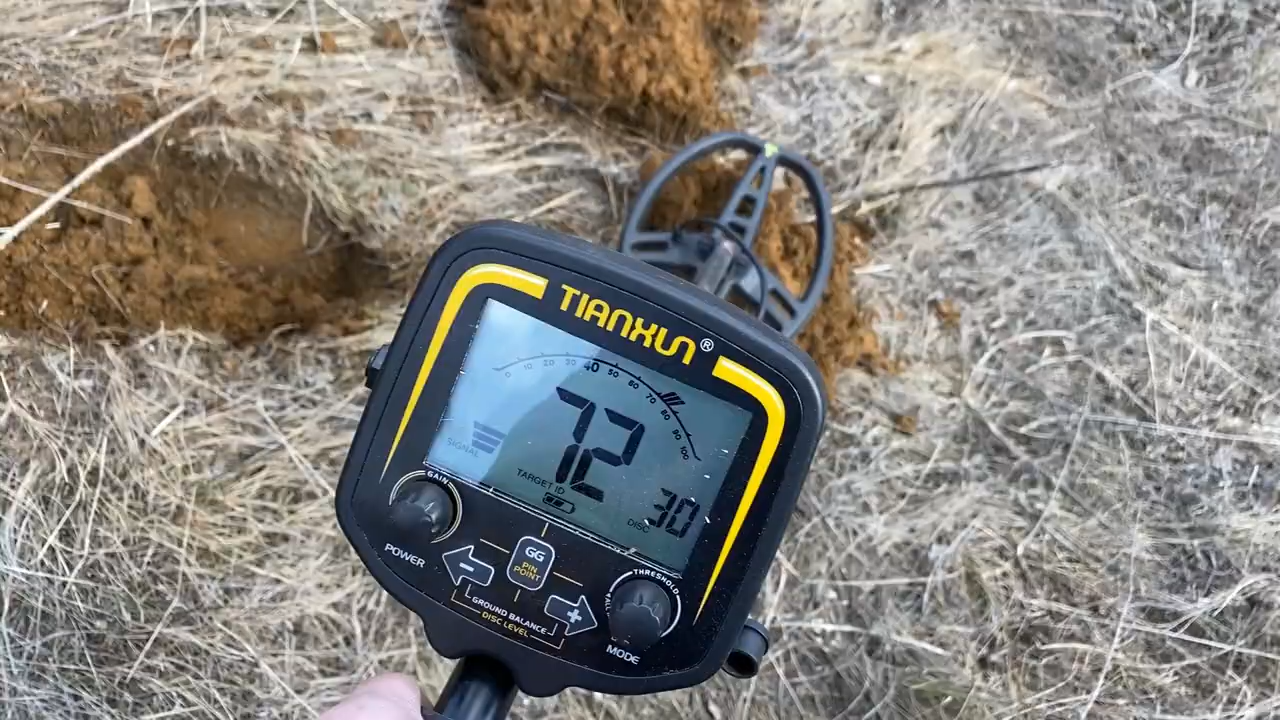 TIANXUN®
0 10 20 30 40 50 60 70 80 90 100
72
SIGNAL
TARGET ID
DISC
30
GAIN
POWER
-
GG
PIN
POINT
+
GROUND BALANCE
DISC LEVEL
THRESHOLD
MODE